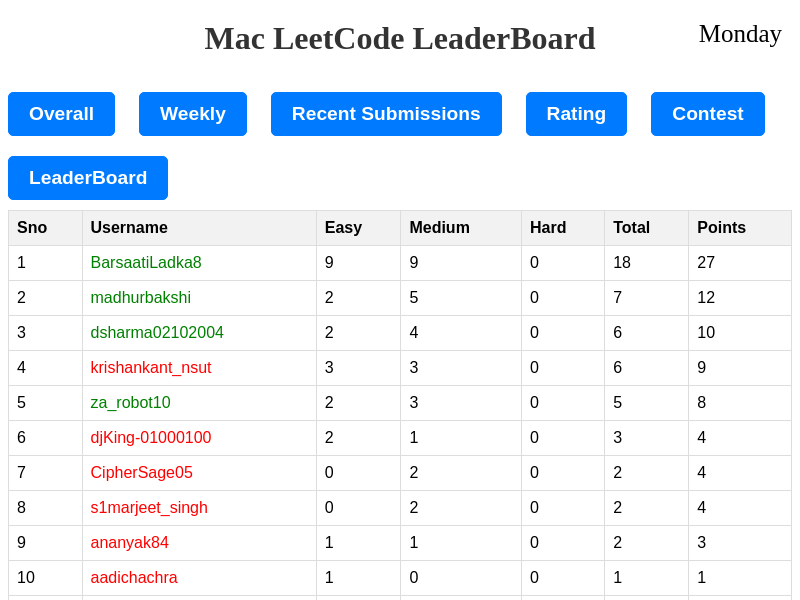 Mac LeetCode LeaderBoard
Monday
Overall Weekly Recent Submissions Rating Contest
LeaderBoard
Sno Username Easy Medium Hard Total Points
1 BarsaatiLadka8 9 9 0 18 27
2 madhurbakshi 2 5 0 7 12
3 dsharma02102004 2 4 0 6 10
4 krishankant_nsut 3 3 0 6 9
5 za_robot10 2 3 0 5 8
6 djKing-01000100 2 1 0 3 4
7 CipherSage05 0 2 0 2 4
8 s1marjeet_singh 0 2 0 2 4
9 ananyak84 1 1 0 2 3
10 aadichachra 1 0 0 1 1